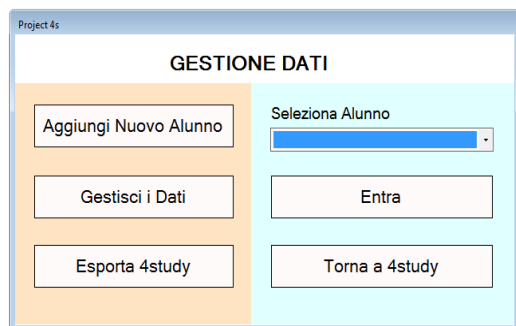 Project 4s
GESTIONE DATI
Aggiungi Nuovo Alunno
Gestisci i Dati
Esporta 4study
Seleziona Alunno
Entra
Torna a 4study